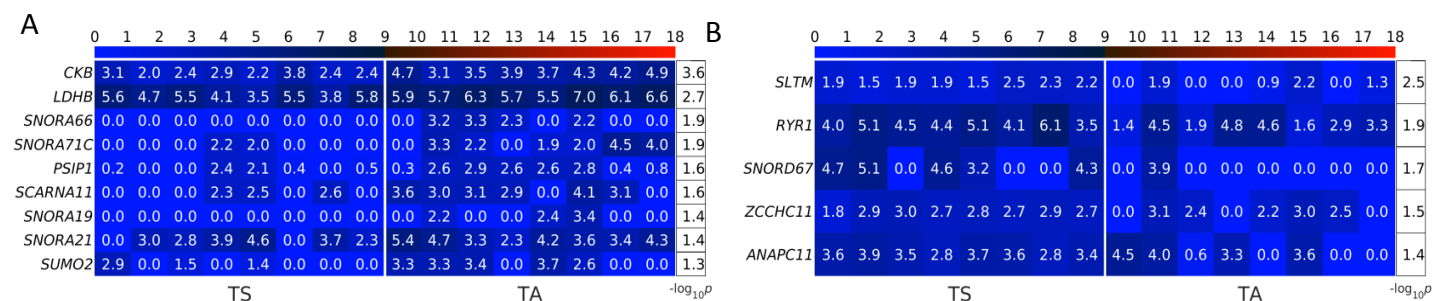 A
0 1 2 3 4 5 6 7 8 9 10 11 12 13 14 15 16 17 18
CKB 3.1 2.0 2.4 2.9 2.2 3.8 2.4 2.4 4.7 3.1 3.5 3.9 3.7 4.3 4.2 4.9 3.6
LDHB 5.6 4.7 5.5 4.1 3.5 5.5 3.8 5.8 5.9 5.7 6.3 5.7 5.5 7.0 6.1 6.6 2.7
SNORA66 0.0 0.0 0.0 0.0 0.0 0.0 0.0 0.0 0.0 3.2 3.3 2.3 0.0 2.2 0.0 0.0 1.9
SNORA71C 0.0 0.0 0.0 2.2 2.0 0.0 0.0 0.0 0.0 3.3 2.2 0.0 1.9 2.0 4.5 4.0 1.9
PSIP1 0.2 0.0 0.0 2.4 2.1 0.4 0.0 0.5 0.3 2.6 2.9 2.6 2.6 2.8 0.4 0.8 1.6
SCARNA11 0.0 0.0 0.0 2.3 2.5 0.0 2.6 0.0 3.6 3.0 3.1 2.9 0.0 4.1 3.1 0.0 1.6
SNORA19 0.0 0.0 0.0 0.0 0.0 0.0 0.0 0.0 0.0 2.2 0.0 0.0 2.4 3.4 0.0 0.0 1.4
SNORA21 0.0 3.0 2.8 3.9 4.6 0.0 3.7 2.3 5.4 4.7 3.3 2.3 4.2 3.6 3.4 4.3 1.4
SUMO2 2.9 0.0 1.5 0.0 1.4 0.0 0.0 0.0 3.3 3.3 3.4 0.0 3.7 2.6 0.0 0.0 1.3
TS TA -log10p
B
0 1 2 3 4 5 6 7 8 9 10 11 12 13 14 15 16 17 18
SLTM 1.9 1.5 1.9 1.9 1.5 2.5 2.3 2.2 0.0 1.9 0.0 0.0 0.9 2.2 0.0 1.3 2.5
RYR1 4.0 5.1 4.5 4.4 5.1 4.1 6.1 3.5 1.4 4.5 1.9 4.8 4.6 1.6 2.9 3.3 1.9
SNORD67 4.7 5.1 0.0 4.6 3.2 0.0 0.0 4.3 0.0 3.9 0.0 0.0 0.0 0.0 0.0 0.0 1.7
ZCCHC11 1.8 2.9 3.0 2.7 2.8 2.7 2.9 2.7 0.0 3.1 2.4 0.0 2.2 3.0 2.5 0.0 1.5
ANAPC11 3.6 3.9 3.5 2.8 3.7 3.6 2.8 3.4 4.5 4.0 0.6 3.3 0.0 3.6 0.0 0.0 1.4
TS TA -log10p